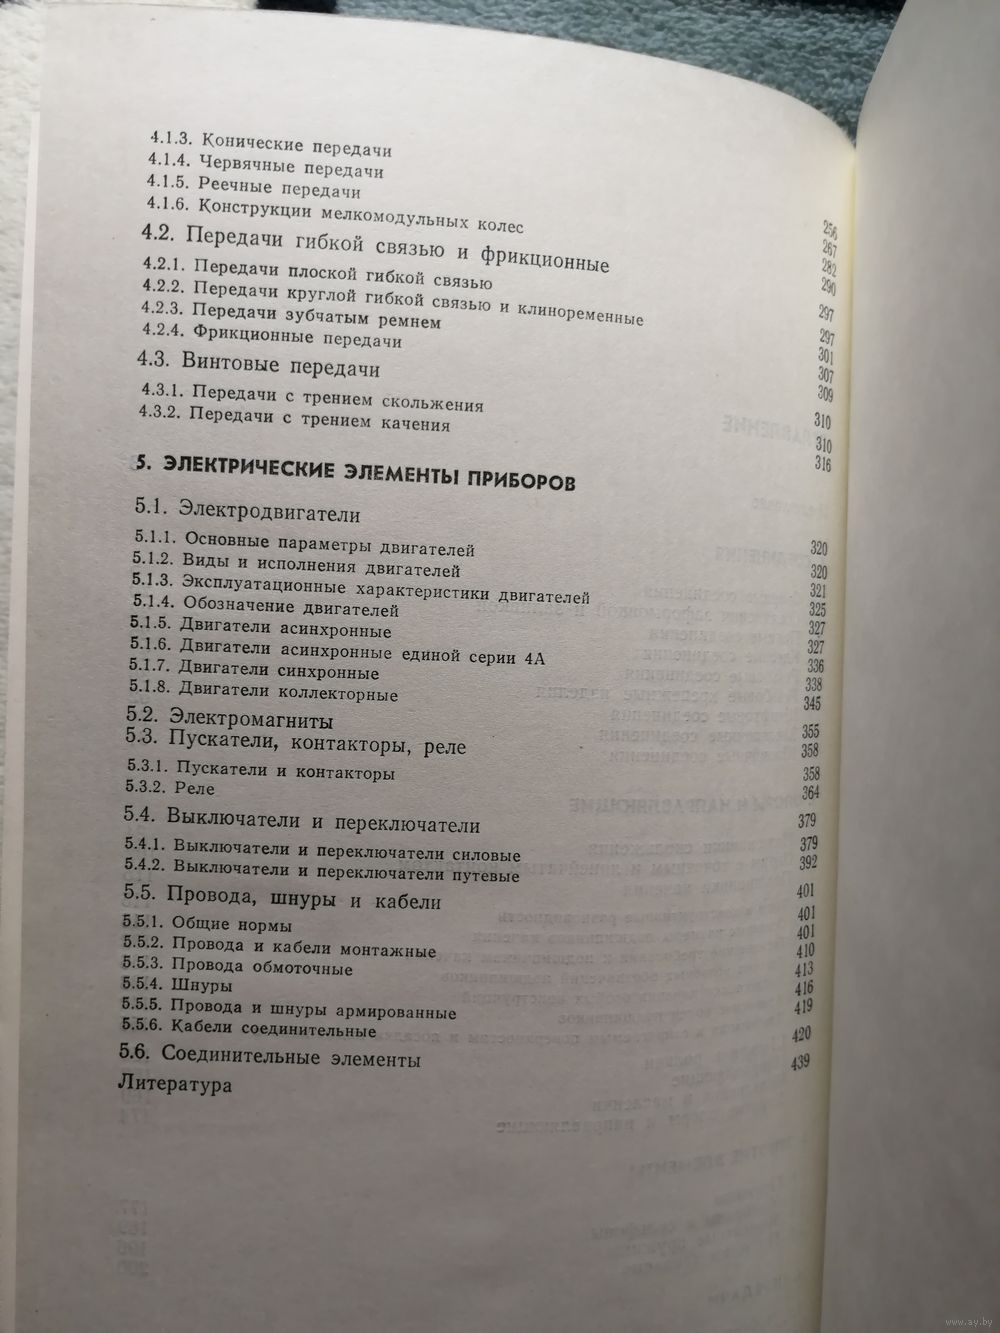 4.1.3. Конические передачи 256
4.1.4. Червячные передачи 267
4.1.5. Реечные передачи 282
4.1.6. Конструкции мелкомодульных колес 290
4.2. Передачи гибкой связью и фрикционные 297
4.2.1. Передачи плоской гибкой связью 297
4.2.2. Передачи круглой гибкой связью и клиноременные 301
4.2.3. Передачи зубчатым ремнем 307
4.2.4. Фрикционные передачи 309
4.3. Винтовые передачи 310
4.3.1. Передачи с трением скольжения 310
4.3.2. Передачи с трением качения 316
5. ЭЛЕКТРИЧЕСКИЕ ЭЛЕМЕНТЫ ПРИБОРОВ
5.1. Электродвигатели 320
5.1.1. Основные параметры двигателей 320
5.1.2. Виды и исполнения двигателей 321
5.1.3. Эксплуатационные характеристики двигателей 325
5.1.4. Обозначение двигателей 327
5.1.5. Двигатели асинхронные 327
5.1.6. Двигатели асинхронные единой серии 4А 336
5.1.7. Двигатели синхронные 338
5.1.8. Двигатели коллекторные 345
5.2. Электромагниты 355
5.3. Пускатели, контакторы, реле 358
5.3.1. Пускатели и контакторы 358
5.3.2. Реле 364
5.4. Выключатели и переключатели 379
5.4.1. Выключатели и переключатели силовые 379
5.4.2. Выключатели и переключатели путевые 392
5.5. Провода, шнуры и кабели 401
5.5.1. Общие нормы 401
5.5.2. Провода и кабели монтажные 401
5.5.3. Провода обмоточные 410
5.5.4. Шнуры 413
5.5.5. Провода и шнуры армированные 416
5.5.6. Кабели соединительные 419
5.6. Соединительные элементы 420
Литература 439
www.ay.by